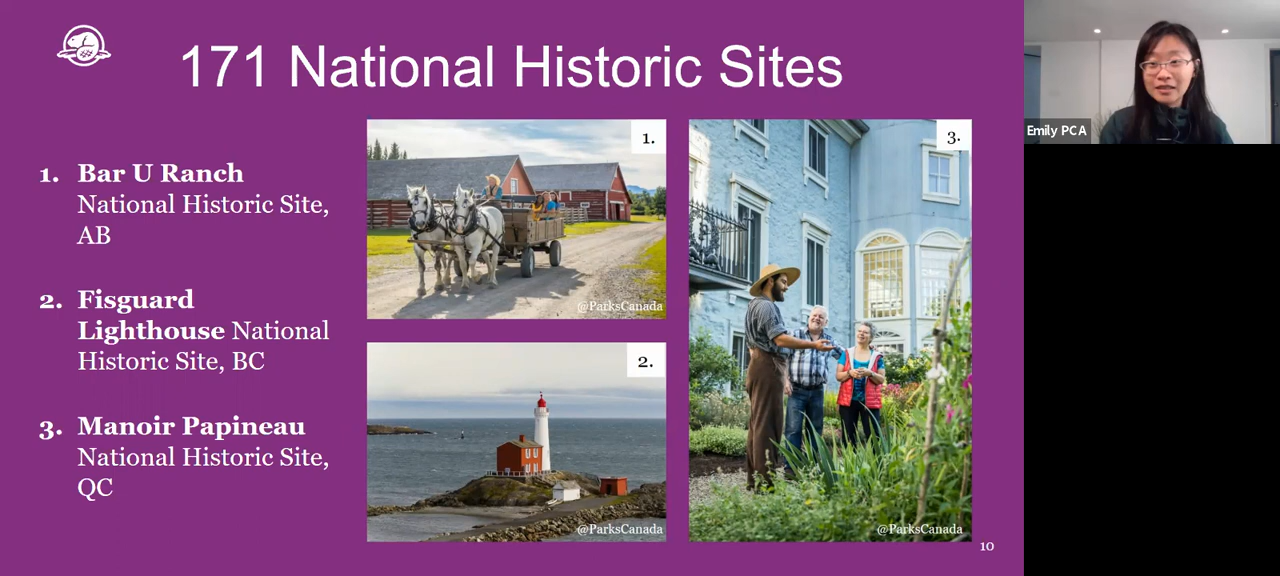 171 National Historic Sites
1. Bar U Ranch
National Historic Site,
AB
2. Fisguard
Lighthouse National
Historic Site, BC
3. Manoir Papineau
National Historic Site,
QC
1.
@ParksCanada
2.
@ParksCanada
3.
@ParksCanada
10
Emily PCA